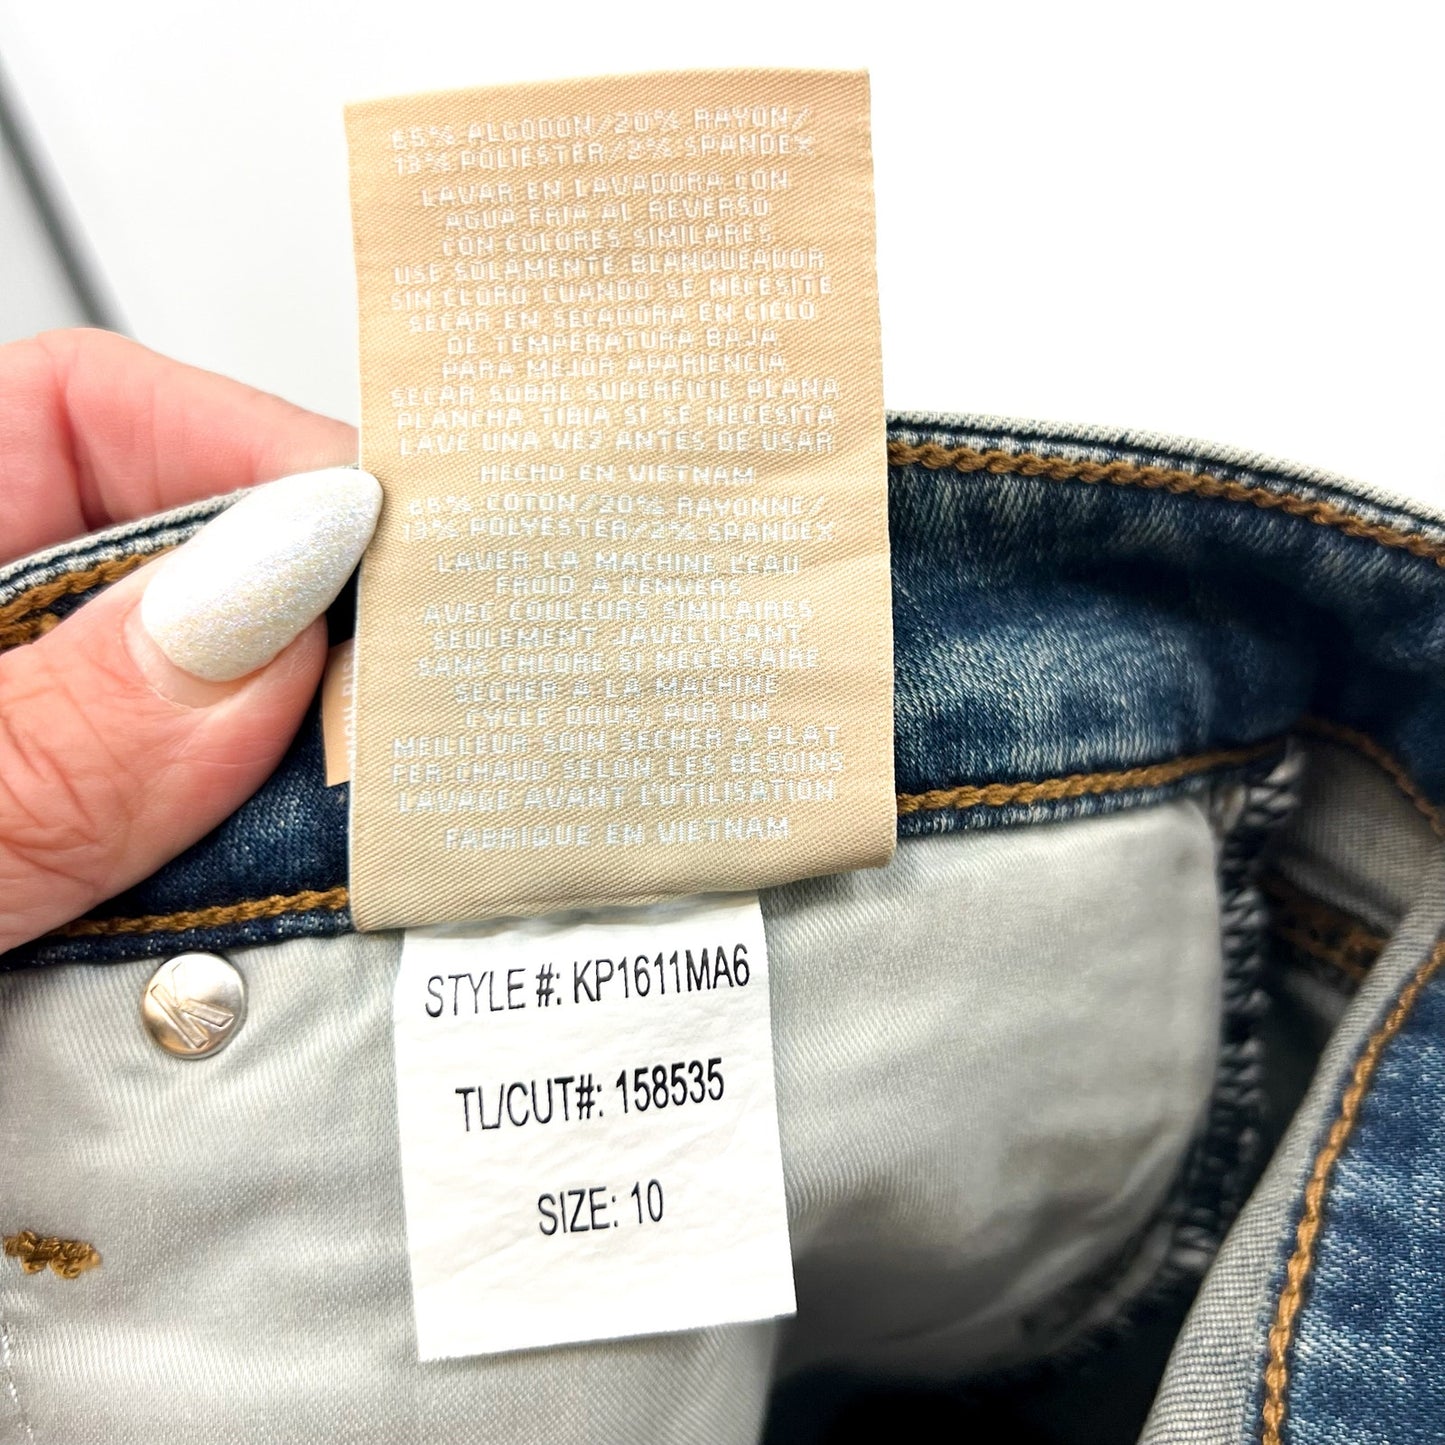 65% ALGODON/20% RAYON/
13% POLIESTER/2% SPANDEX
LAVAR EN LAVADORA CON
AGUA FRIA AL REVERSO
CON COLORES SIMILARES
USE SOLAMENTE BLANQUEADOR
SIN CLORO CUANDO SE NECESITE
SECAR EN SECADORA EN CICLO
DE TEMPERATURA BAJA
PARA MEJOR APARIENCIA
SECAR SOBRE SUPERFICIE PLANA
PLANCHA TIBIA SI SE NECESITA
LAVE UNA VEZ ANTES DE USAR
HECHO EN VIETNAM
65% COTON/20% RAYONNE/
13% POLYESTER/2% SPANDEX
LAVER LA MACHINE L'EAU
FROID A L'ENVERS
AVEC COULEURS SIMILAIRES
SEULEMENT JAVELLISANT
SANS CHLORE SI NECESSAIRE
SECHER A LA MACHINE
CYCLE DOUX, POR UN
MEILLEUR SOIN SECHER A PLAT
FER CHAUD SELON LES BESOINS
LAVAGE AVANT L'UTILISATION
FABRIQUE EN VIETNAM
K
STYLE #: KP1611MA6
TL/CUT#: 158535
SIZE: 10